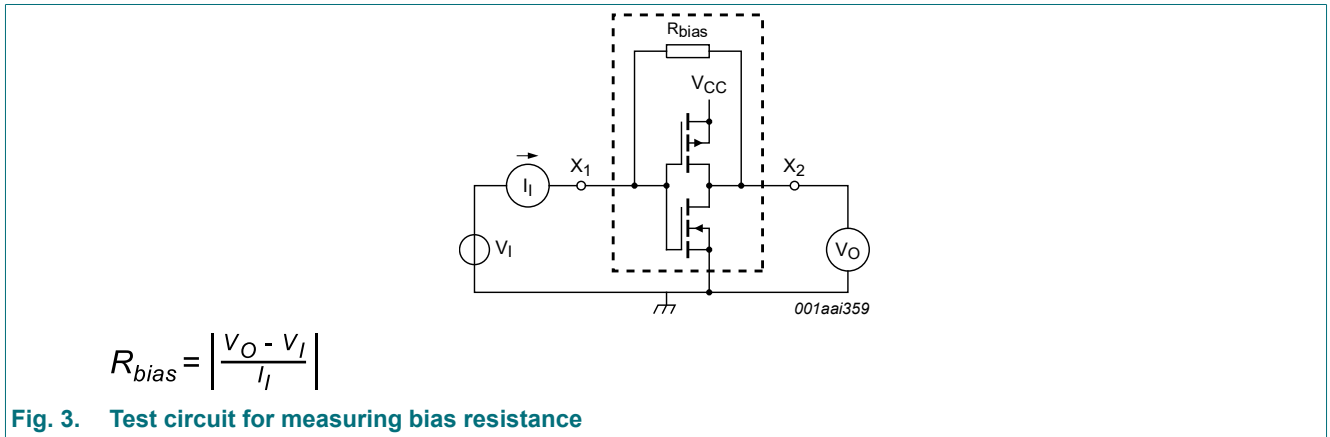 Rbias
VCC
X1
X2
II
VI
VO
001aai359
Rbias = | VO - VI / II |
Fig. 3. Test circuit for measuring bias resistance